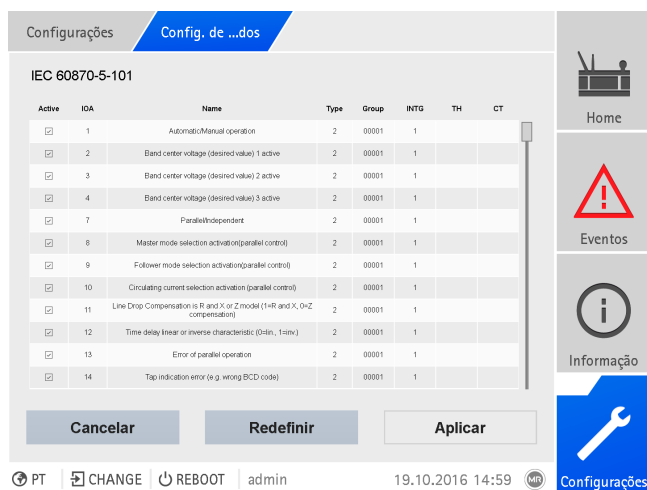 Configurações
Config. de ...dos
IEC 60870-5-101
Active IOA Name Type Group INTG TH CT
1 Automatic/Manual operation 2 00001 1
2 Band center voltage (desired value) 1 active 2 00001 1
3 Band center voltage (desired value) 2 active 2 00001 1
4 Band center voltage (desired value) 3 active 2 00001 1
7 Parallel/Independent 2 00001 1
8 Master mode selection activation(parallel control) 2 00001 1
9 Follower mode selection activation(parallel control) 2 00001 1
10 Circulating current selection activation (parallel control) 2 00001 1
11 Line Drop Compensation is R and X or Z model (1=R and X, 0=Z compensation) 2 00001 1
12 Time delay linear or inverse characteristic (0=lin., 1=inv.) 2 00001 1
13 Error of parallel operation 2 00001 1
14 Tap indication error (e.g. wrong BCD code) 2 00001 1
Cancelar
Redefinir
Aplicar
PT CHANGE REBOOT admin 19.10.2016 14:59 MR
Home
Eventos
Informação
Configurações